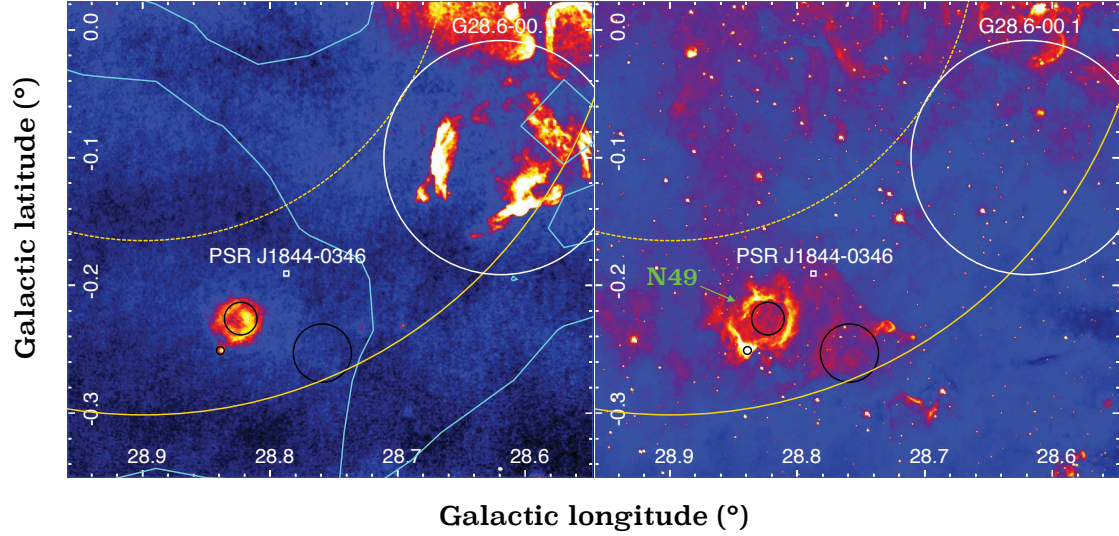 G28.6-00.1
G28.6-00.1
0.0
-0.1
-0.2
-0.3
PSR J1844-0346
28.9
28.8
28.7
28.6
0.0
-0.1
-0.2
-0.3
PSR J1844-0346
N49
28.9
28.8
28.7
28.6
Galactic latitude (°)
Galactic longitude (°)